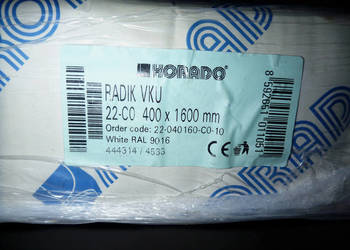 KORADO
RADIK VKU
22-C0 400 x 1600 mm
Order code: 22-040160-C0-10
White RAL 9016
444314 / 4533
CE